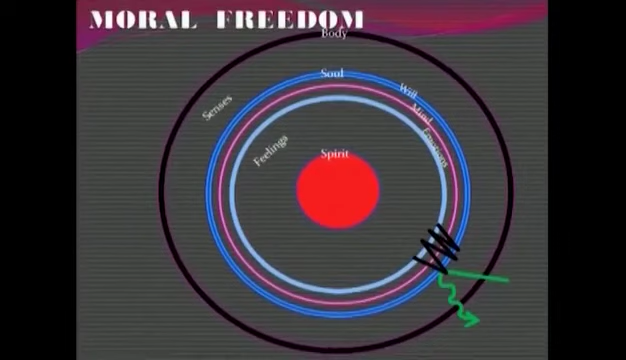 MORAL FREEDOM
Body
Soul
Will
Mind
Emotions
Senses
Feelings
Spirit